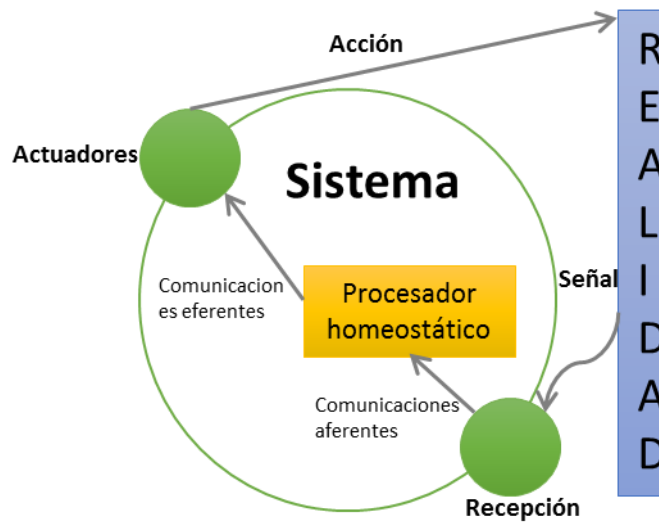 Acción
Actuadores
Sistema
Comunicacion
es eferentes
Procesador
homeostático
Señal
Comunicaciones
aferentes
Recepción
R
E
A
L
I
D
A
D